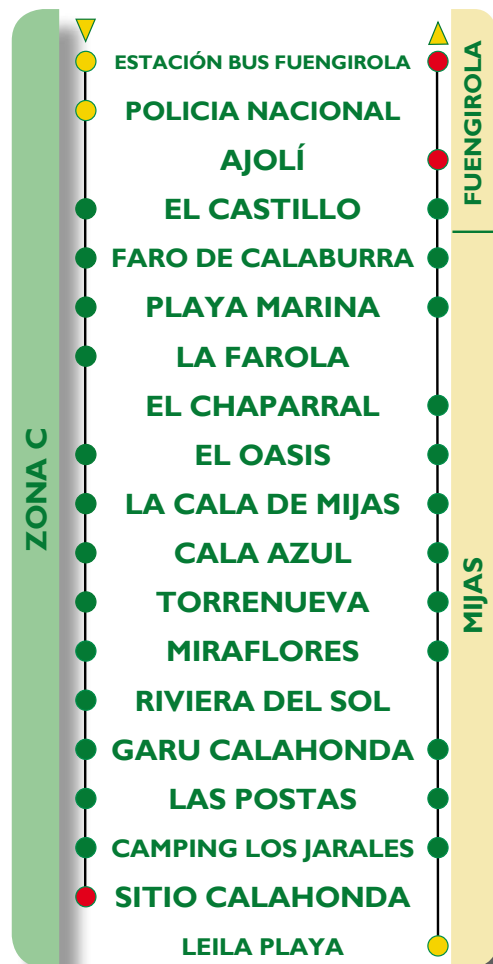 ZONA C
ESTACIÓN BUS FUENGIROLA
POLICIA NACIONAL
AJOLÍ
EL CASTILLO
FARO DE CALABURRA
PLAYA MARINA
LA FAROLA
EL CHAPARRAL
EL OASIS
LA CALA DE MIJAS
CALA AZUL
TORRENUEVA
MIRAFLORES
RIVIERA DEL SOL
GARU CALAHONDA
LAS POSTAS
CAMPING LOS JARALES
SITIO CALAHONDA
LEILA PLAYA
FUENGIROLA
MIJAS